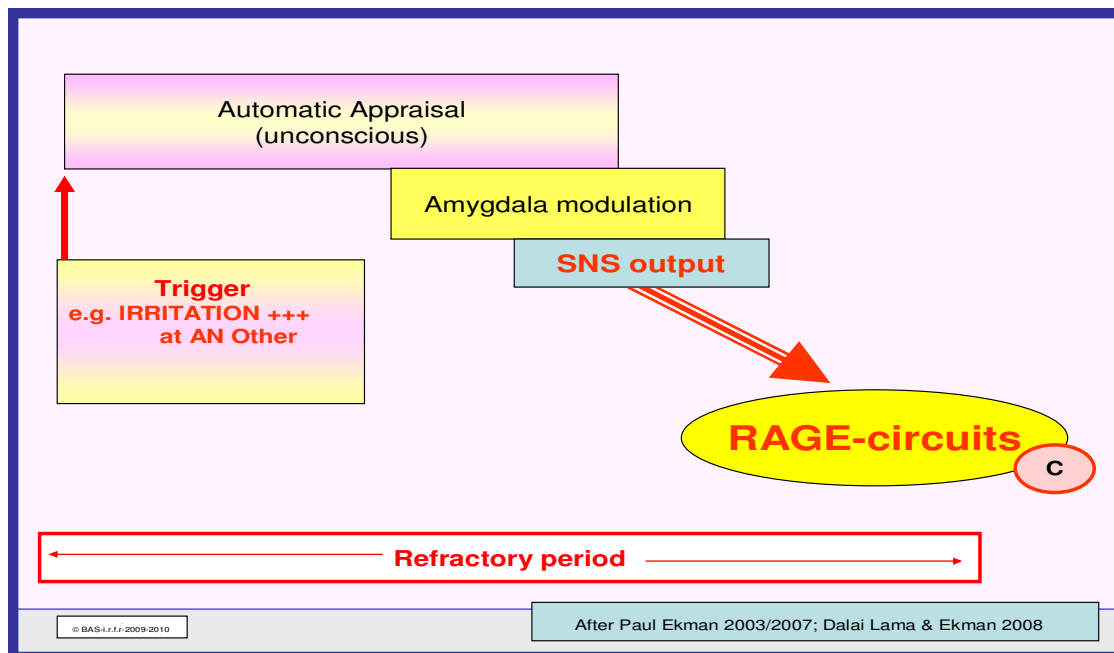 Automatic Appraisal
(unconscious)
Amygdala modulation
SNS output
Trigger
e.g. IRRITATION +++
at AN Other
RAGE-circuits
C
Refractory period
© BAS-i.r.f.r-2009-2010
After Paul Ekman 2003/2007; Dalai Lama & Ekman 2008